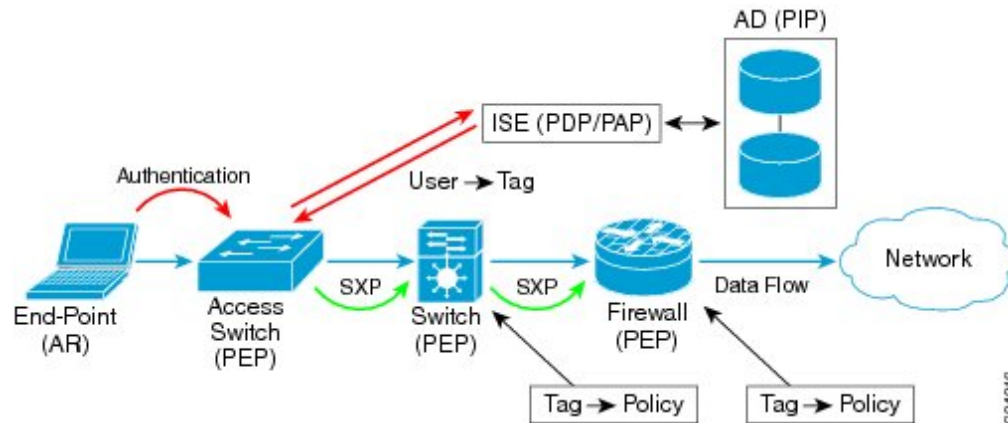 AD (PIP)
ISE (PDP/PAP)
Authentication
User → Tag
SXP
SXP
Data Flow
Network
End-Point
(AR)
Access
Switch
(PEP)
Switch
(PEP)
Firewall
(PEP)
Tag → Policy
Tag → Policy